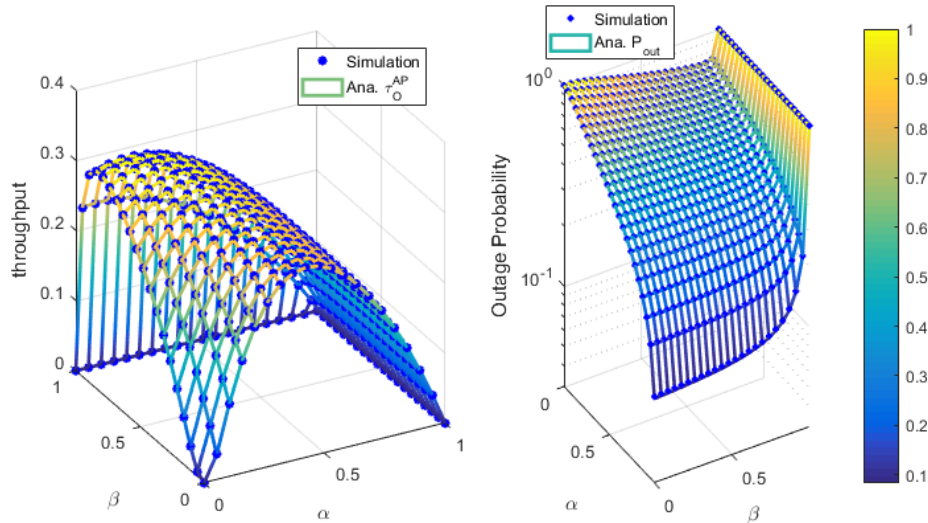 Simulation
Ana. τ_O^AP
0.4
0.3
0.2
0.1
0
throughput
1
0.5
0
β
0
0.5
1
α
Simulation
Ana. P_out
10^0
10^-1
Outage Probability
0
0.5
α
0
0.5
β
1
0.9
0.8
0.7
0.6
0.5
0.4
0.3
0.2
0.1